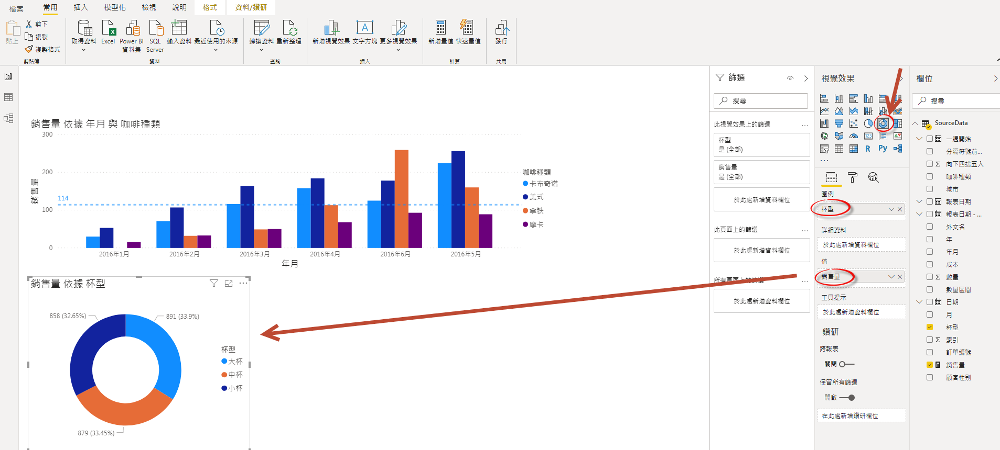 檔案 常用 插入 模型化 檢視 說明 格式 資料/鑽研
貼上
剪下
複製
複製格式
剪貼簿
取得資料 Excel Power BI 資料集 SQL Server 輸入資料 最近使用的來源
資料
轉換資料 重新整理
查詢
新增視覺效果 文字方塊 更多視覺效果
插入
新增量值 快速量值
計算
發行
共用
銷售量 依據 年月 與 咖啡種類
300
200
100
0
114
銷售量
2016年1月 2016年2月 2016年3月 2016年4月 2016年6月 2016年5月
年月
咖啡種類
卡布奇诺
美式
拿铁
摩卡
銷售量 依據 杯型
858 (32.65%)
891 (33.9%)
879 (33.45%)
杯型
大杯
中杯
小杯
篩選
搜尋
此視覺效果上的篩選 ...
杯型
是 (全部)
銷售量
是 (全部)
於此處新增資料欄位
此頁面上的篩選 ...
於此處新增資料欄位
所有頁面上的篩選 ...
於此處新增資料欄位
視覺效果
123
R Py
...
圖例
杯型
詳細資料
於此處新增資料欄位
值
銷售量
工具提示
於此處新增資料欄位
鑽研
跨報表
關閉
保留所有篩選
開啟
在此處新增鑽研欄位
欄位
搜尋
SourceData
一週開始
分隔符號前...
Σ 向下四捨五入
咖啡種類
城市
報表日期
報表日期 - ...
外文名
年
年月
成本
Σ 數量
數量區間
日期
月
杯型
Σ 索引
訂單編號
銷售量
顧客性别